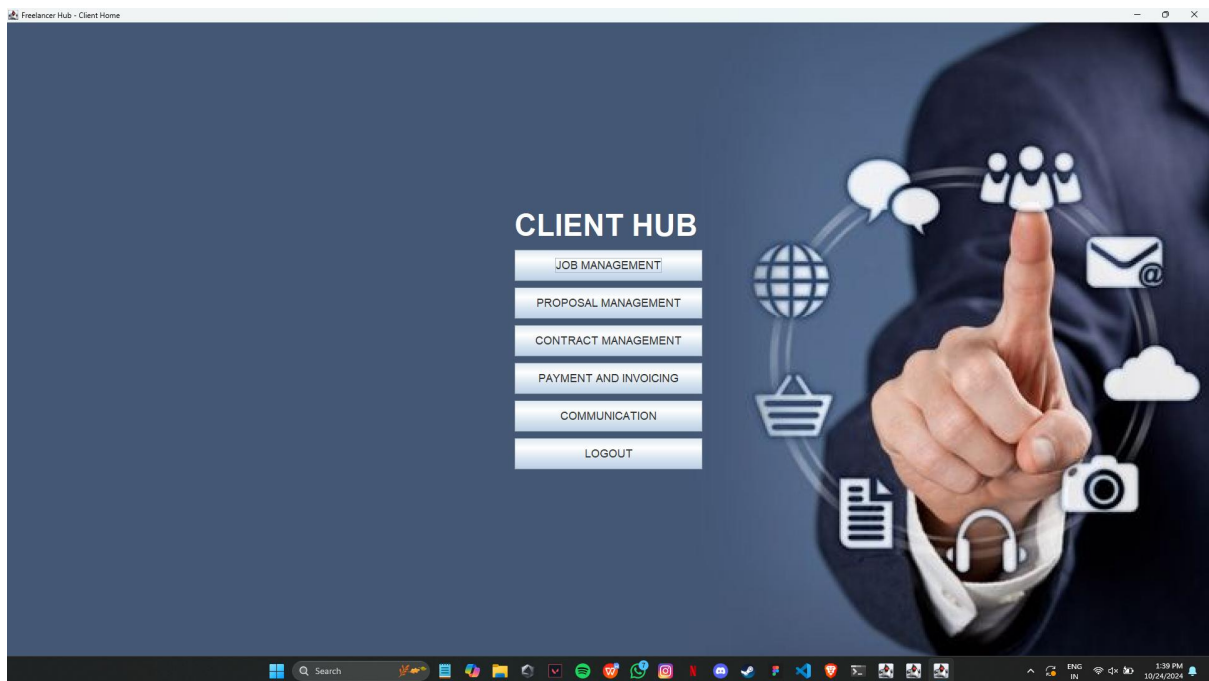 Freelancer Hub - Client Home
CLIENT HUB
JOB MANAGEMENT
PROPOSAL MANAGEMENT
CONTRACT MANAGEMENT
PAYMENT AND INVOICING
COMMUNICATION
LOGOUT
@
Search
ENG
IN
1:39 PM
10/24/2024